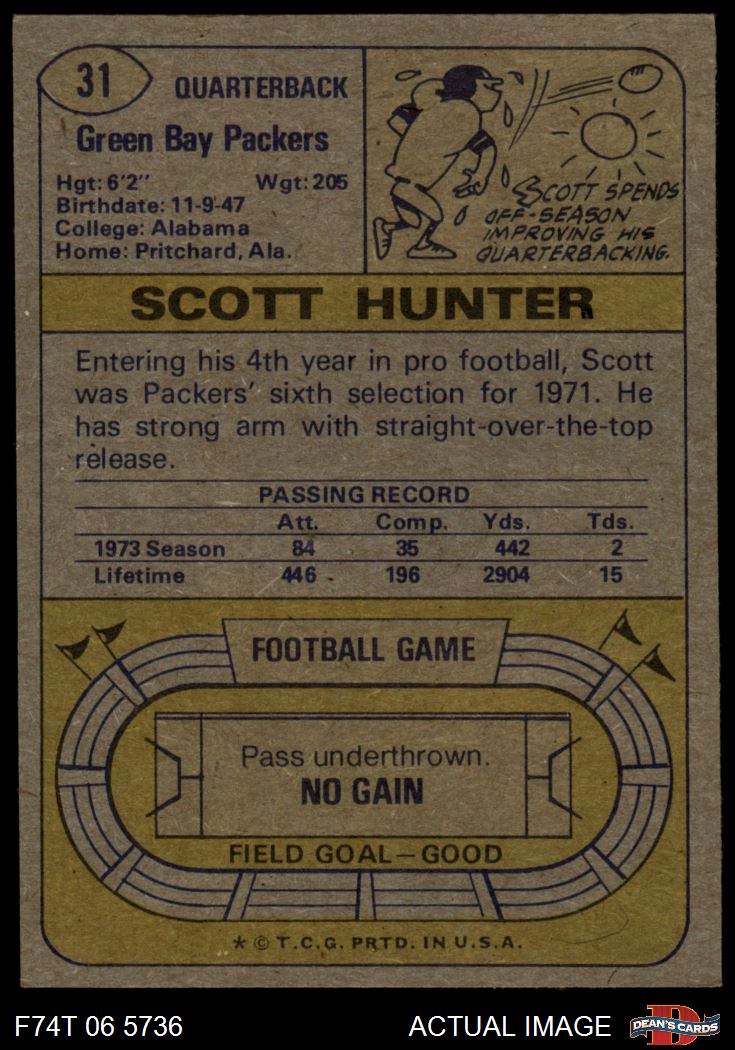 31
QUARTERBACK
Green Bay Packers
Hgt: 6'2" Wgt: 205
Birthdate: 11-9-47
College: Alabama
Home: Pritchard, Ala.
SCOTT SPENDS
OFF-SEASON
IMPROVING HIS
QUARTERBACKING.
SCOTT HUNTER
Entering his 4th year in pro football, Scott
was Packers' sixth selection for 1971. He
has strong arm with straight-over-the-top
release.
PASSING RECORD
Att. Comp. Yds. Tds.
1973 Season 84 35 442 2
Lifetime 446 196 2904 15
FOOTBALL GAME
Pass underthrown.
NO GAIN
FIELD GOAL—GOOD
* © T.C.G. PRTD. IN U.S.A.
F74T 06 5736 ACTUAL IMAGE
D
DEAN'S CARDS